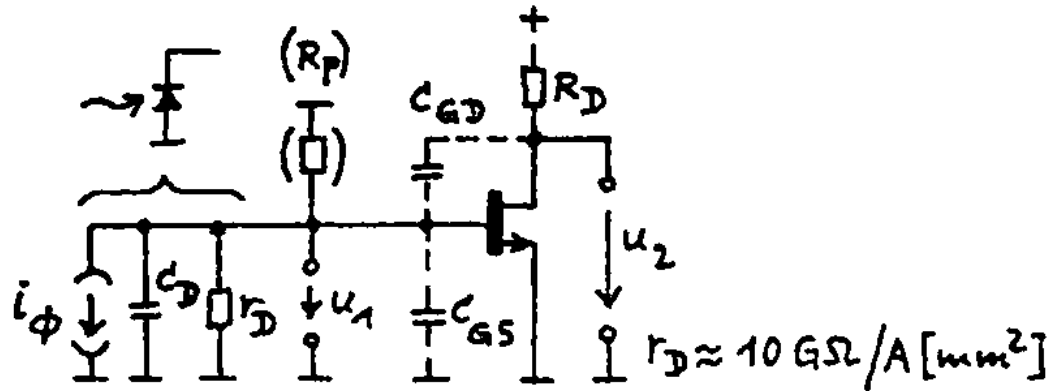 +
(R_p)
R_D
C_GD
( )
u_2
i_Φ
C_D
r_D
u_1
C_GS
r_D ≈ 10 GΩ/A [mm²]